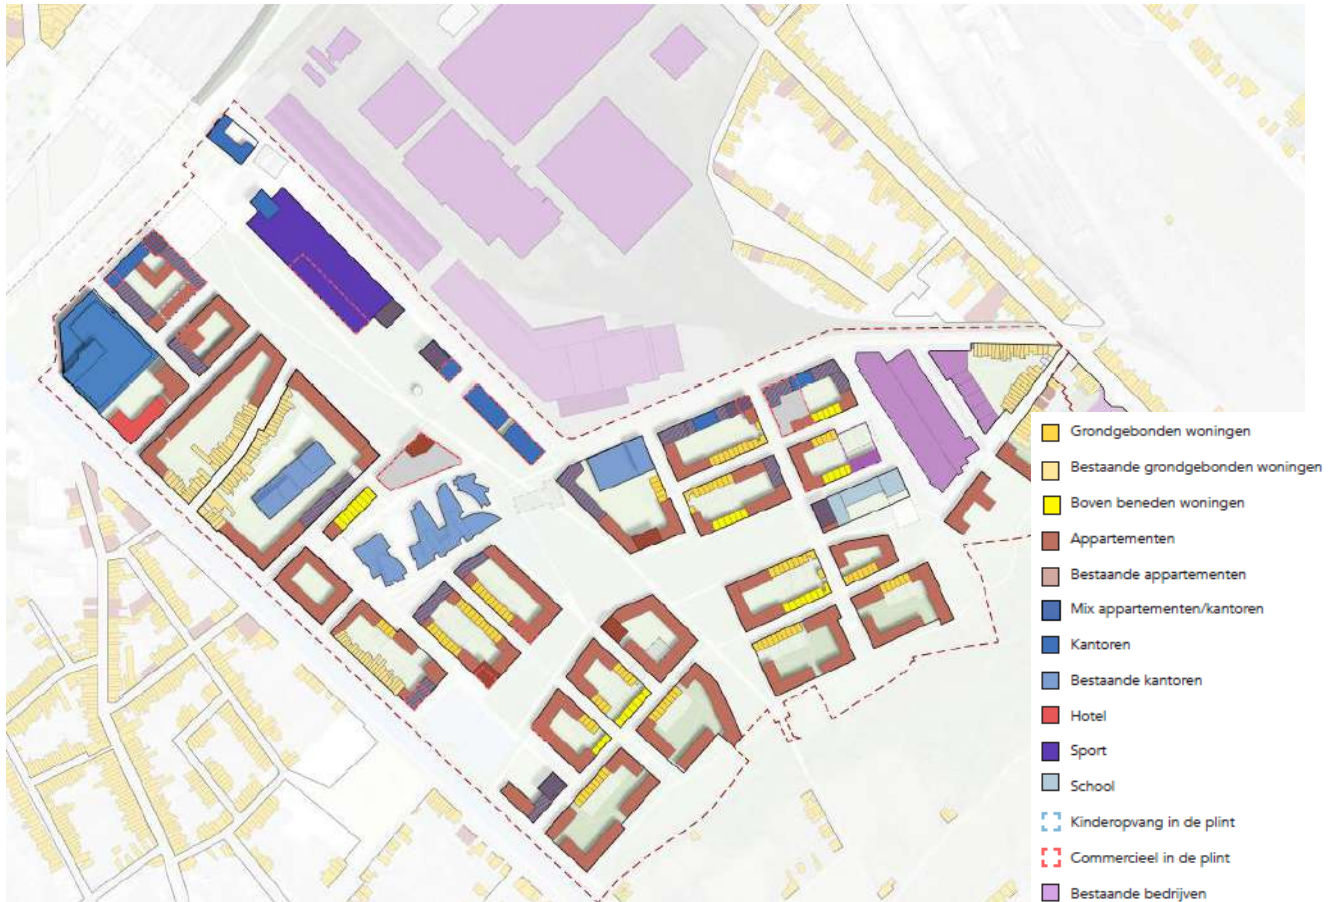 Grondgebonden woningen
Bestaande grondgebonden woningen
Boven beneden woningen
Appartementen
Bestaande appartementen
Mix appartementen/kantoren
Kantoren
Bestaande kantoren
Hotel
Sport
School
Kinderopvang in de plint
Commercieel in de plint
Bestaande bedrijven